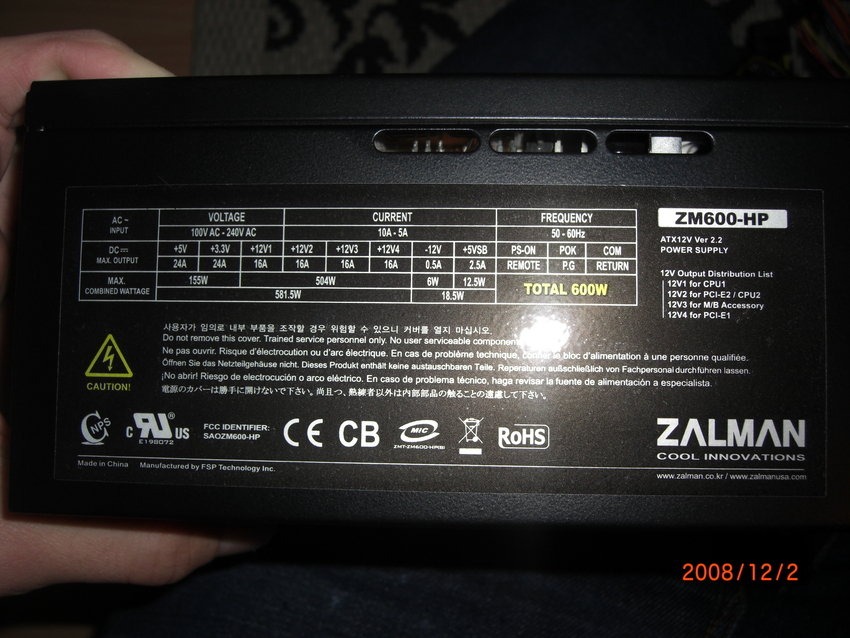 AC ~ INPUT VOLTAGE CURRENT FREQUENCY
100V AC - 240V AC 10A - 5A 50 - 60Hz
DC MAX. OUTPUT +5V +3.3V +12V1 +12V2 +12V3 +12V4 -12V +5VSB PS-ON POK COM
24A 24A 16A 16A 16A 16A 0.5A 2.5A REMOTE P.G RETURN
MAX. COMBINED WATTAGE 155W 504W 6W 12.5W TOTAL 600W
581.5W 18.5W
ZM600-HP
ATX12V Ver 2.2
POWER SUPPLY
12V Output Distribution List
12V1 for CPU1
12V2 for PCI-E2 / CPU2
12V3 for M/B Accessory
12V4 for PCI-E1
CAUTION!
사용자가 임의로 내부 부품을 조작할 경우 위험할 수 있으니 커버를 열지 마십시오.
Do not remove this cover. Trained service personnel only. No user serviceable
Ne pas ouvrir. Risque d'électrocution ou d'arc électrique. En cas de problème technique, le bloc d'alimentation à une personne qualifiée.
Öffnen Sie das Netzteilgehäuse nicht. Dieses Produkt enthält keine austauschbaren Teile. Reperaturen außschließlich von Fachpersonal durchführen lassen.
¡No abrir! Riesgo de electrocución o arco eléctrico. En caso de problema técnico, haga revisar la fuente de alimentación a especialista.
電源のカバーは勝手に開けないで下さい。尚且つ、熟練者以外は内部部品の触ることの遠慮して下さい。
NPS
c RU® US
E198072
FCC IDENTIFIER:
SAOZM600-HP
CE CB
MIC
ZMT-ZM600-HP(B)
RoHS
ZALMAN
COOL INNOVATIONS
Made in China Manufactured by FSP Technology Inc.
www.zalman.co.kr / www.zalmanusa.com
2008/12/2